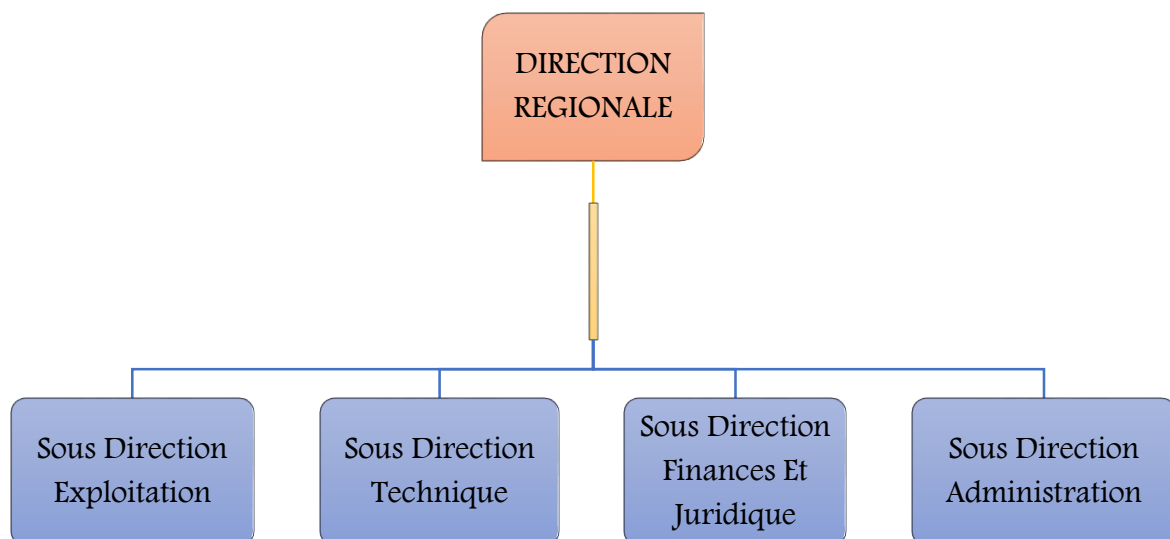 DIRECTION
REGIONALE
Sous Direction
Exploitation
Sous Direction
Technique
Sous Direction
Finances Et
Juridique
Sous Direction
Administration